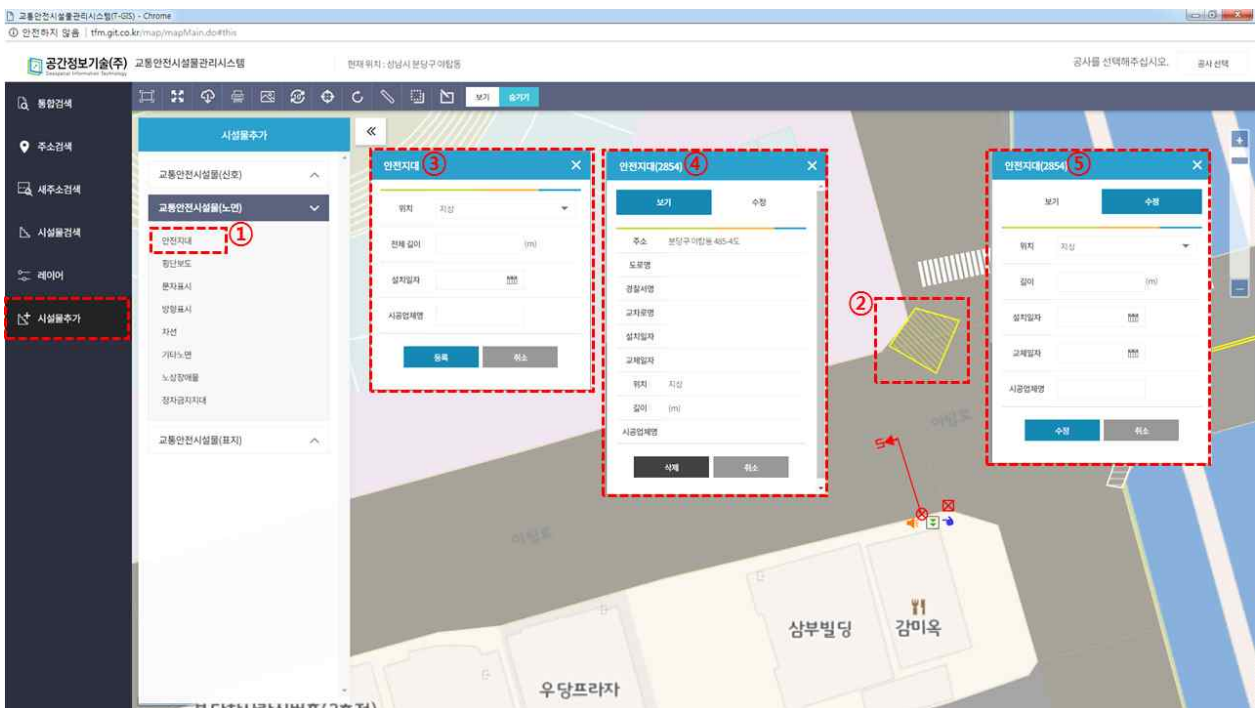 교통안전시설물관리시스템(T-GIS) - Chrome
안전하지 않음 | tfm.git.co.kr/map/mapMain.do#this
공간정보기술(주) 교통안전시설물관리시스템
Geospatial Information Technology
현재 위치 : 성남시 분당구 야탑동
공사를 선택해주십시오.
공사 선택
보기 숨기기
통합검색
주소검색
새주소검색
시설물검색
레이어
시설물추가
시설물추가
교통안전시설물(신호)
교통안전시설물(노면)
안전지대 ①
횡단보도
문자표시
방향표시
차선
기타노면
노상장애물
정차금지지대
교통안전시설물(표지)
②
안전지대 ③
위치 지상
전체 길이 (m)
설치일자
시공업체명
등록 취소
안전지대(2854) ④
보기 수정
주소 분당구 야탑동 485-4도
도로명
경찰서명
교차로명
설치일자
교체일자
위치 지상
길이 (m)
시공업체명
삭제 취소
안전지대(2854) ⑤
보기 수정
위치 지상
길이 (m)
설치일자
교체일자
시공업체명
수정 취소
야탑로
야탑로
삼부빌딩
감미옥
우당프라자